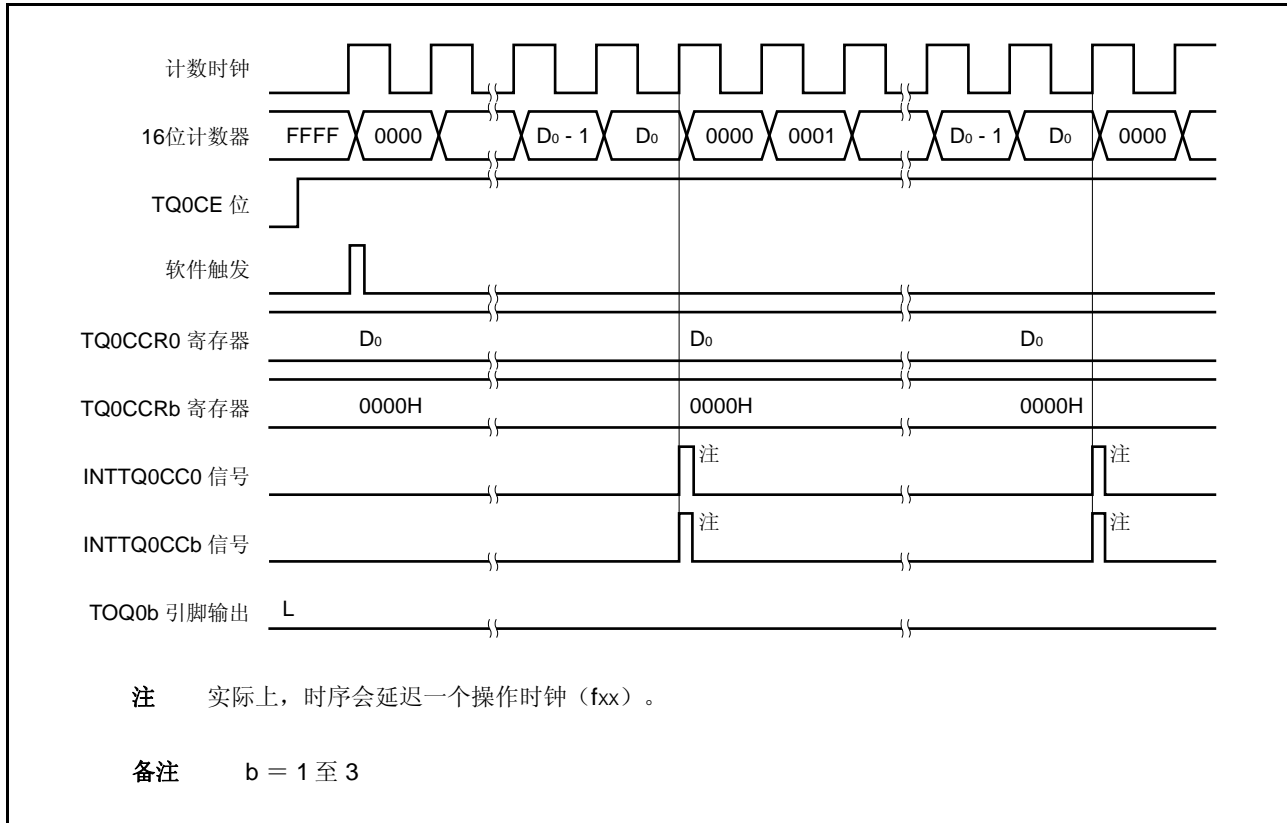 计数时钟
16位计数器 FFFF 0000 D0 - 1 D0 0000 0001 D0 - 1 D0 0000
TQ0CE 位
软件触发
TQ0CCR0 寄存器 D0 D0 D0
TQ0CCRb 寄存器 0000H 0000H 0000H
INTTQ0CC0 信号 注 注
INTTQ0CCb 信号 注 注
TOQ0b 引脚输出 L
注 实际上，时序会延迟一个操作时钟（fxx）。
备注 b ＝ 1 至 3